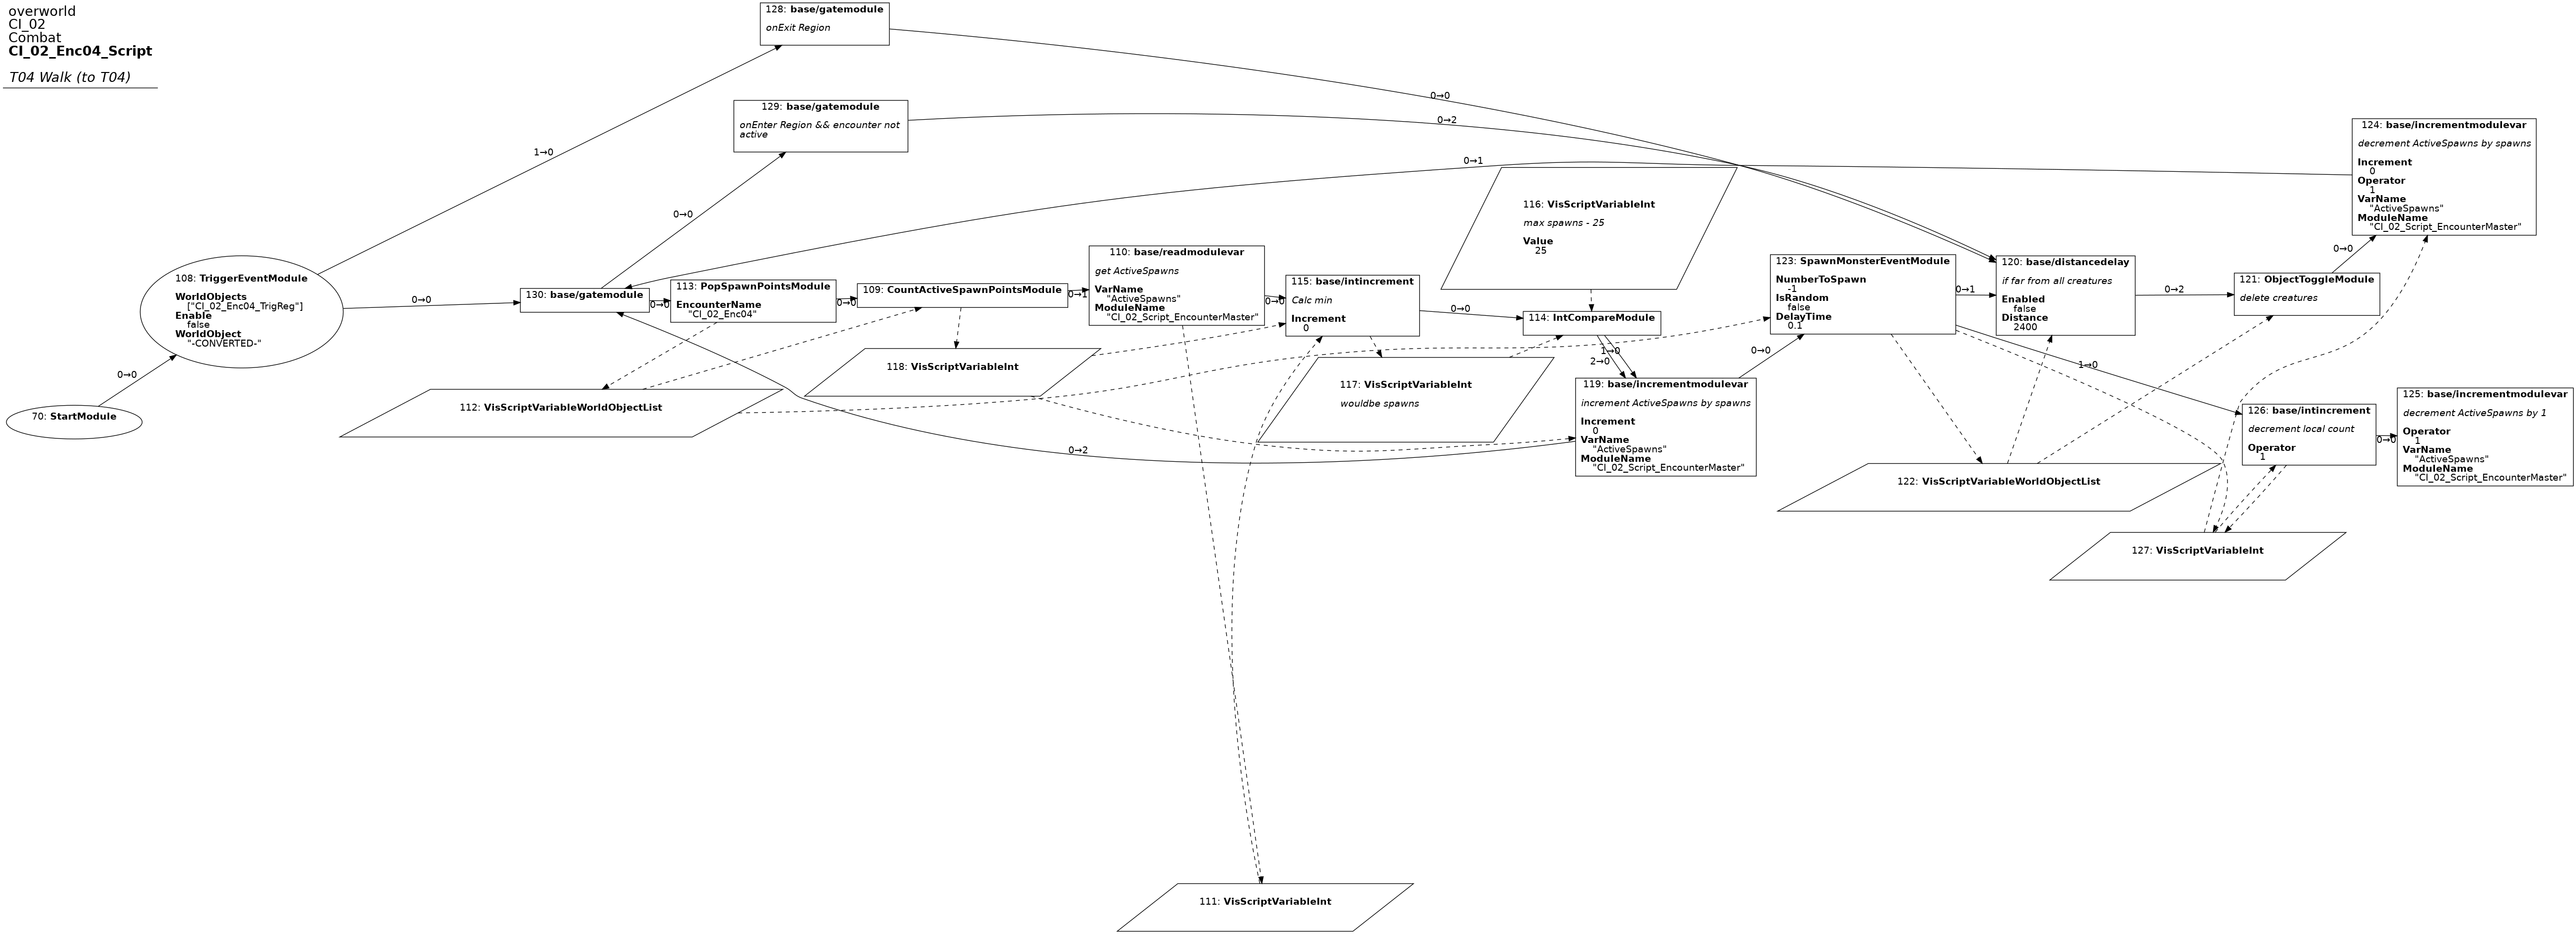 overworld
CI_02
Combat
CI_02_Enc04_Script
T04 Walk (to T04)
128: base/gatemodule
onExit Region
129: base/gatemodule
onEnter Region && encounter not
active
0→0
0→2
1→0
0→1
0→0
124: base/incrementmodulevar
decrement ActiveSpawns by spawns
Increment
0
Operator
1
VarName
"ActiveSpawns"
ModuleName
"CI_02_Script_EncounterMaster"
116: VisScriptVariableInt
max spawns - 25
Value
25
108: TriggerEventModule
WorldObjects
["CI_02_Enc04_TrigReg"]
Enable
false
WorldObject
"-CONVERTED-"
0→0
130: base/gatemodule
0→0
113: PopSpawnPointsModule
EncounterName
"CI_02_Enc04"
0→0
109: CountActiveSpawnPointsModule
0→1
110: base/readmodulevar
get ActiveSpawns
VarName
"ActiveSpawns"
ModuleName
"CI_02_Script_EncounterMaster"
0→0
115: base/intincrement
Calc min
Increment
0
0→0
114: IntCompareModule
1→0
2→0
123: SpawnMonsterEventModule
NumberToSpawn
-1
IsRandom
false
DelayTime
0.1
0→1
120: base/distancedelay
if far from all creatures
Enabled
false
Distance
2400
0→2
121: ObjectToggleModule
delete creatures
0→0
0→0
1→0
118: VisScriptVariableInt
117: VisScriptVariableInt
wouldbe spawns
119: base/incrementmodulevar
increment ActiveSpawns by spawns
Increment
0
VarName
"ActiveSpawns"
ModuleName
"CI_02_Script_EncounterMaster"
0→0
70: StartModule
112: VisScriptVariableWorldObjectList
0→2
126: base/intincrement
decrement local count
Operator
1
0→0
125: base/incrementmodulevar
decrement ActiveSpawns by 1
Operator
1
VarName
"ActiveSpawns"
ModuleName
"CI_02_Script_EncounterMaster"
122: VisScriptVariableWorldObjectList
127: VisScriptVariableInt
111: VisScriptVariableInt